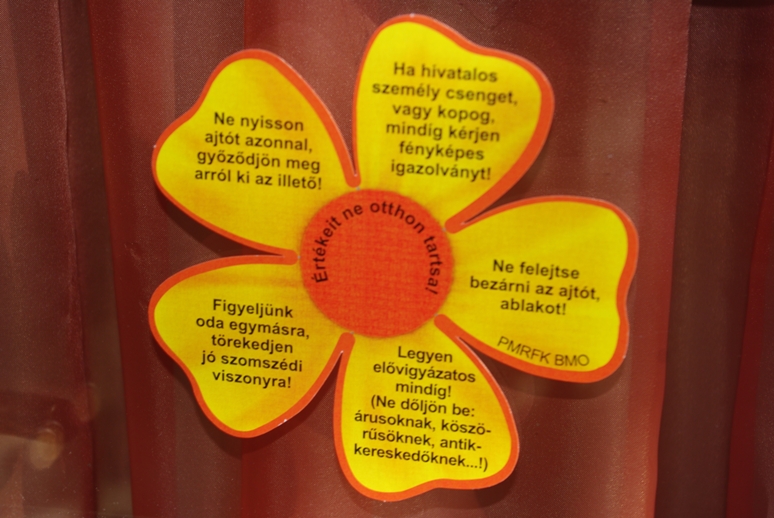 Ha hivatalos
személy csenget,
vagy kopog,
mindig kérjen
fényképes
igazolványt!
Ne nyisson
ajtót azonnal,
győződjön meg
arról ki az illető!
Értékeit ne otthon tartsa!
Ne felejtse
bezárni az ajtót,
ablakot!
PMRFK BMO
Figyeljünk
oda egymásra,
törekedjen
jó szomszédi
viszonyra!
Legyen
elővigyázatos
mindig!
(Ne dőljön be:
árusoknak, köszö-
rűsöknek, antik-
kereskedőknek...!)